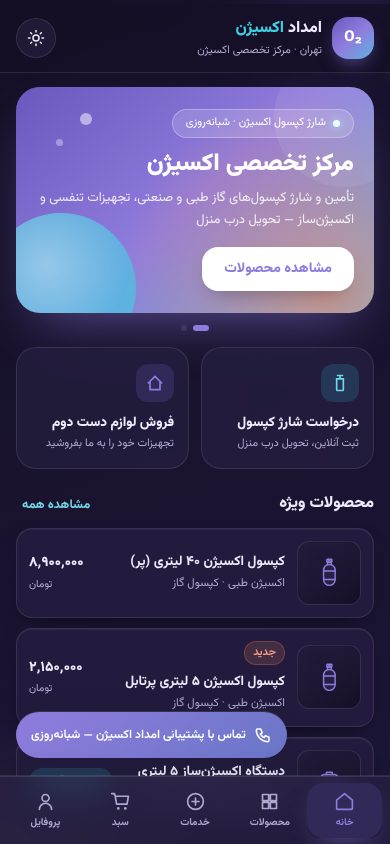 O₂
امداد اکسیژن
تهران · مرکز تخصصی اکسیژن
شارژ کپسول اکسیژن · شبانه‌روزی
مرکز تخصصی اکسیژن
تأمین و شارژ کپسول‌های گاز طبی و صنعتی، تجهیزات تنفسی و
اکسیژن‌ساز — تحویل درب منزل
مشاهده محصولات
درخواست شارژ کپسول
ثبت آنلاین، تحویل درب منزل
فروش لوازم دست دوم
تجهیزات خود را به ما بفروشید
محصولات ویژه
مشاهده همه
کپسول اکسیژن ۴۰ لیتری (پر)
اکسیژن طبی · کپسول گاز
۸,۹۰۰,۰۰۰
تومان
جدید
کپسول اکسیژن ۵ لیتری پرتابل
اکسیژن طبی · کپسول گاز
۲,۱۵۰,۰۰۰
تومان
تماس با پشتیبانی امداد اکسیژن — شبانه‌روزی
دستگاه اکسیژن‌ساز ۵ لیتری
خانه
محصولات
خدمات
سبد
پروفایل